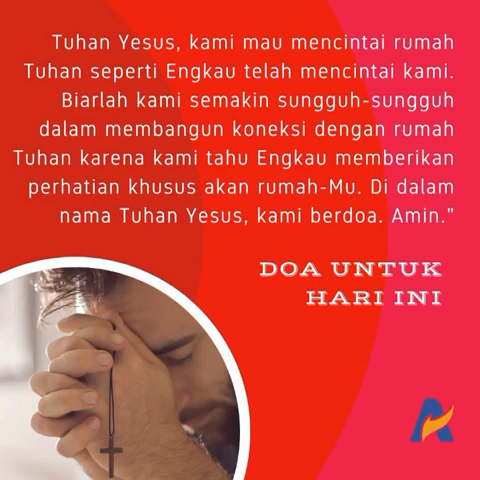 Tuhan Yesus, kami mau mencintai rumah
Tuhan seperti Engkau telah mencintai kami.
Biarlah kami semakin sungguh-sungguh
dalam membangun koneksi dengan rumah
Tuhan karena kami tahu Engkau memberikan
perhatian khusus akan rumah-Mu. Di dalam
nama Tuhan Yesus, kami berdoa. Amin."
DOA UNTUK
HARI INI